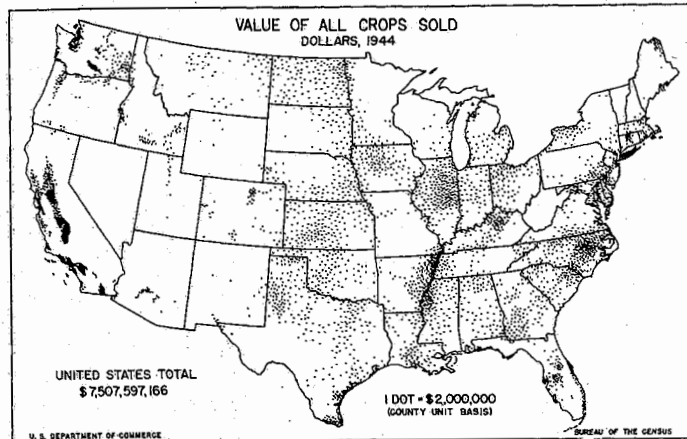 VALUE OF ALL CROPS SOLD
DOLLARS, 1944
UNITED STATES TOTAL
$7,507,597,166
1 DOT = $2,000,000
(COUNTY UNIT BASIS)
U. S. DEPARTMENT OF COMMERCE
BUREAU OF THE CENSUS